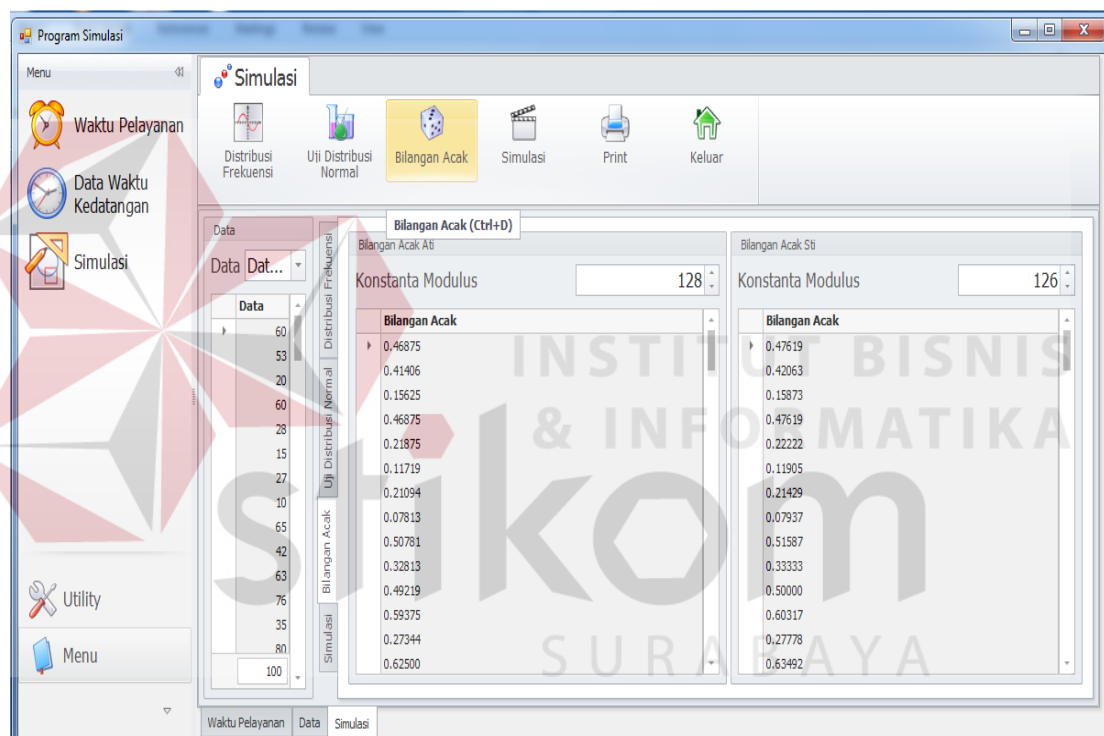 Program Simulasi
Menu
Waktu Pelayanan
Data Waktu
Kedatangan
Simulasi
Utility
Menu
Simulasi
Distribusi
Frekuensi
Uji Distribusi
Normal
Bilangan Acak
Simulasi
Print
Keluar
Bilangan Acak (Ctrl+D)
Data
Data Dat...
Data
60
53
20
60
28
15
27
10
65
42
63
76
35
80
100
Distribusi Frekuensi
Uji Distribusi Normal
Bilangan Acak
Simulasi
Bilangan Acak Ati
Konstanta Modulus 128
Bilangan Acak
0.46875
0.41406
0.15625
0.46875
0.21875
0.11719
0.21094
0.07813
0.50781
0.32813
0.49219
0.59375
0.27344
0.62500
Bilangan Acak Sti
Konstanta Modulus 126
Bilangan Acak
0.47619
0.42063
0.15873
0.47619
0.22222
0.11905
0.21429
0.07937
0.51587
0.33333
0.50000
0.60317
0.27778
0.63492
Waktu Pelayanan Data Simulasi
INSTITUT BISNIS
& INFORMATIKA
stikom
SURABAYA